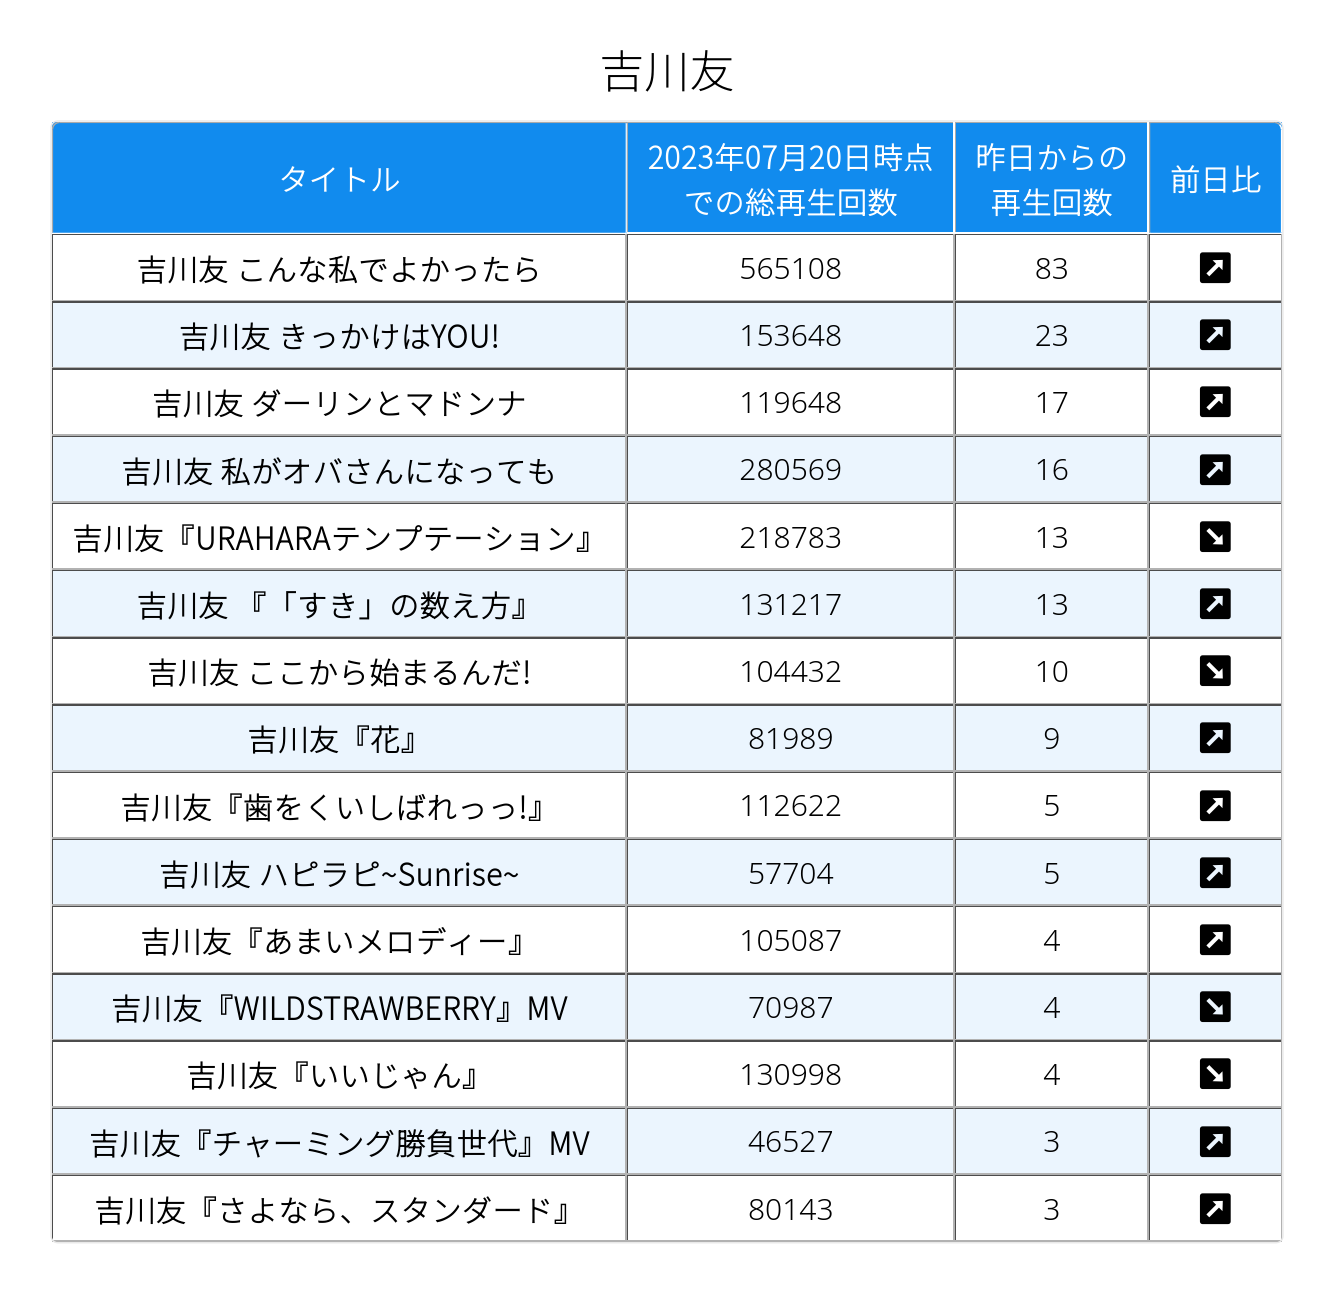 吉川友
タイトル 2023年07月20日時点での総再生回数 昨日からの再生回数 前日比
吉川友 こんな私でよかったら 565108 83 ↗
吉川友 きっかけはYOU! 153648 23 ↗
吉川友 ダーリンとマドンナ 119648 17 ↗
吉川友 私がオバさんになっても 280569 16 ↗
吉川友『URAHARAテンプテーション』 218783 13 ↘
吉川友 『「すき」の数え方』 131217 13 ↗
吉川友 ここから始まるんだ! 104432 10 ↘
吉川友『花』 81989 9 ↗
吉川友『歯をくいしばれっっ!』 112622 5 ↗
吉川友 ハピラピ~Sunrise~ 57704 5 ↗
吉川友『あまいメロディー』 105087 4 ↗
吉川友『WILDSTRAWBERRY』MV 70987 4 ↘
吉川友『いいじゃん』 130998 4 ↘
吉川友『チャーミング勝負世代』MV 46527 3 ↗
吉川友『さよなら、スタンダード』 80143 3 ↗